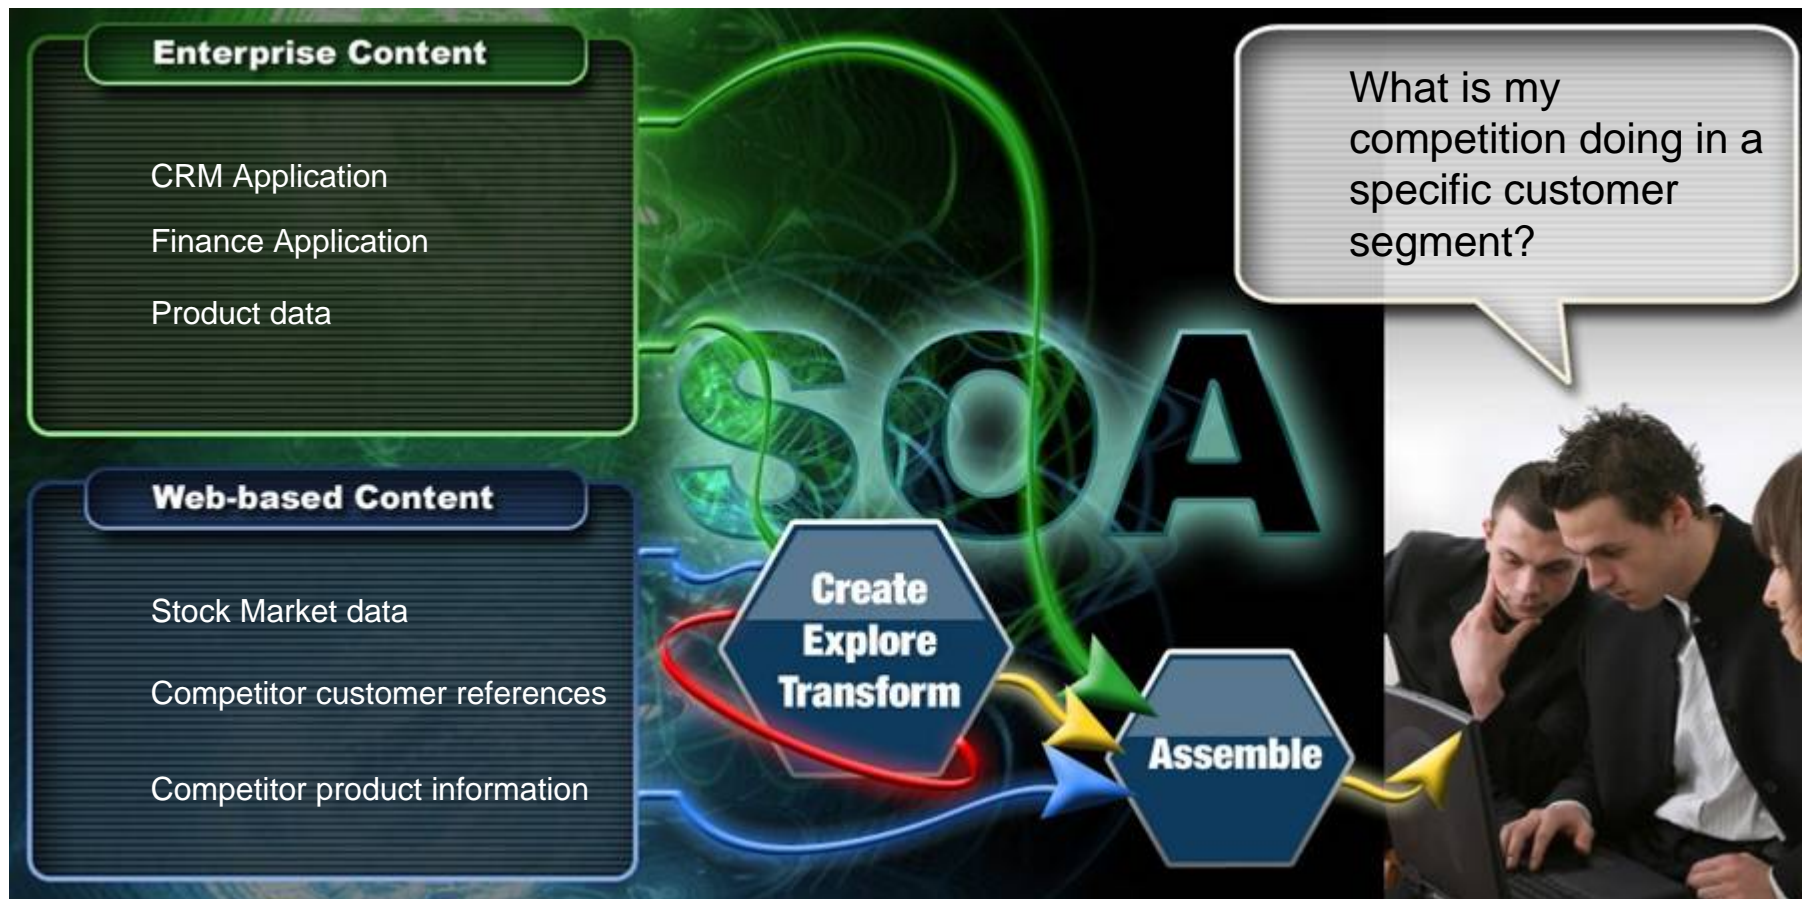 Enterprise Content
CRM Application
Finance Application
Product data
Web-based Content
Stock Market data
Competitor customer references
Competitor product information
SOA
Create
Explore
Transform
Assemble
What is my
competition doing in a
specific customer
segment?